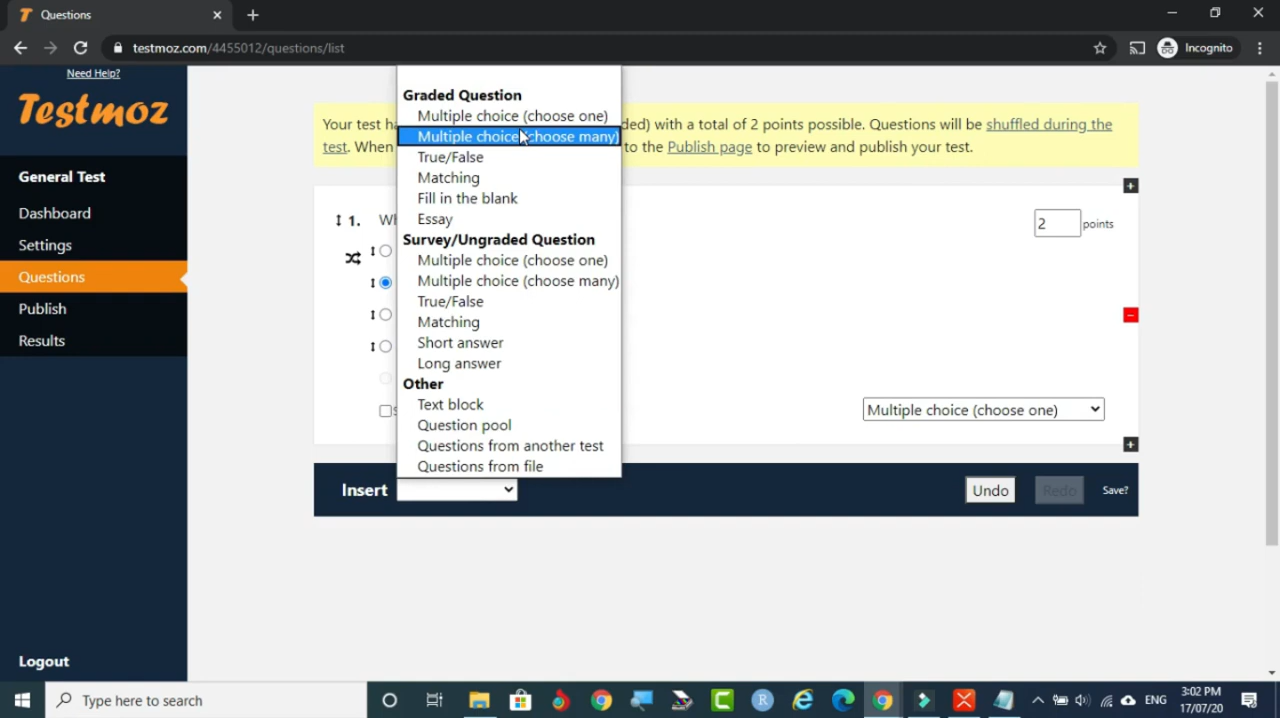 Questions
testmoz.com/4455012/questions/list
Incognito
Need Help?
Testmoz
General Test
Dashboard
Settings
Questions
Publish
Results
Logout
Your test ded) with a total of 2 points possible. Questions will be shuffled during the
test. When to the Publish page to preview and publish your test.
1. 2 points
Graded Question
Multiple choice (choose one)
Multiple choice (choose many)
True/False
Matching
Fill in the blank
Essay
Survey/Ungraded Question
Multiple choice (choose one)
Multiple choice (choose many)
True/False
Matching
Short answer
Long answer
Other
Text block
Question pool
Questions from another test
Questions from file
Multiple choice (choose one)
Insert Undo Redo Save?
Type here to search
ENG
3:02 PM
17/07/20